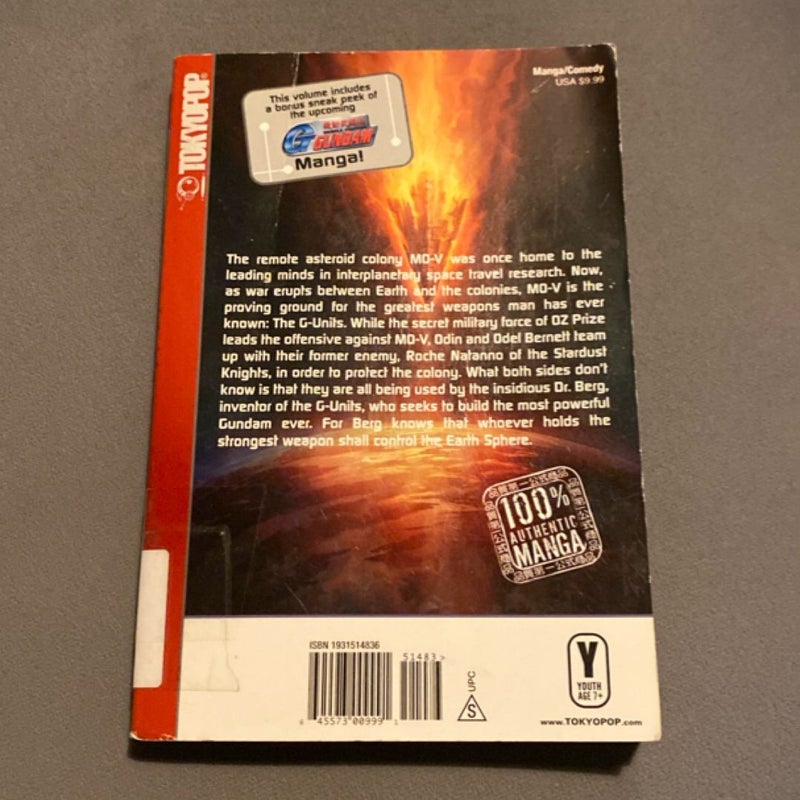 TOKYOPOP®
Manga/Comedy
USA $9.99
This volume includes
a bonus sneak peek of
the upcoming
G GUNDAM
Manga!
The remote asteroid colony MO-V was once home to the
leading minds in interplanetary space travel research. Now,
as war erupts between Earth and the colonies, MO-V is the
proving ground for the greatest weapons man has ever
known: The G-Units. While the secret military force of OZ Prize
leads the offensive against MO-V, Odin and Odel Bernett team
up with their former enemy, Roche Natanno of the Stardust
Knights, in order to protect the colony. What both sides don't
know is that they are all being used by the insidious Dr. Berg,
inventor of the G-Units, who seeks to build the most powerful
Gundam ever. For Berg knows that whoever holds the
strongest weapon shall control the Earth Sphere.
100%
AUTHENTIC
MANGA
ISBN 1931514836
51483>
6 45573 00999 1
S UPC
Y
YOUTH
AGE 7+
www.TOKYOPOP.com